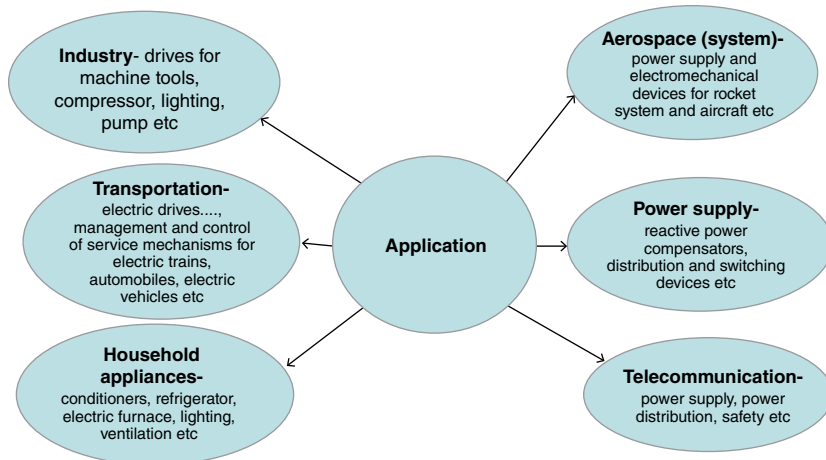 Industry- drives for
machine tools,
compressor, lighting,
pump etc
Aerospace (system)-
power supply and
electromechanical
devices for rocket
system and aircraft etc
Transportation-
electric drives....,
management and control
of service mechanisms for
electric trains,
automobiles, electric
vehicles etc
Application
Power supply-
reactive power
compensators,
distribution and switching
devices etc
Household
appliances-
conditioners, refrigerator,
electric furnace, lighting,
ventilation etc
Telecommunication-
power supply, power
distribution, safety etc